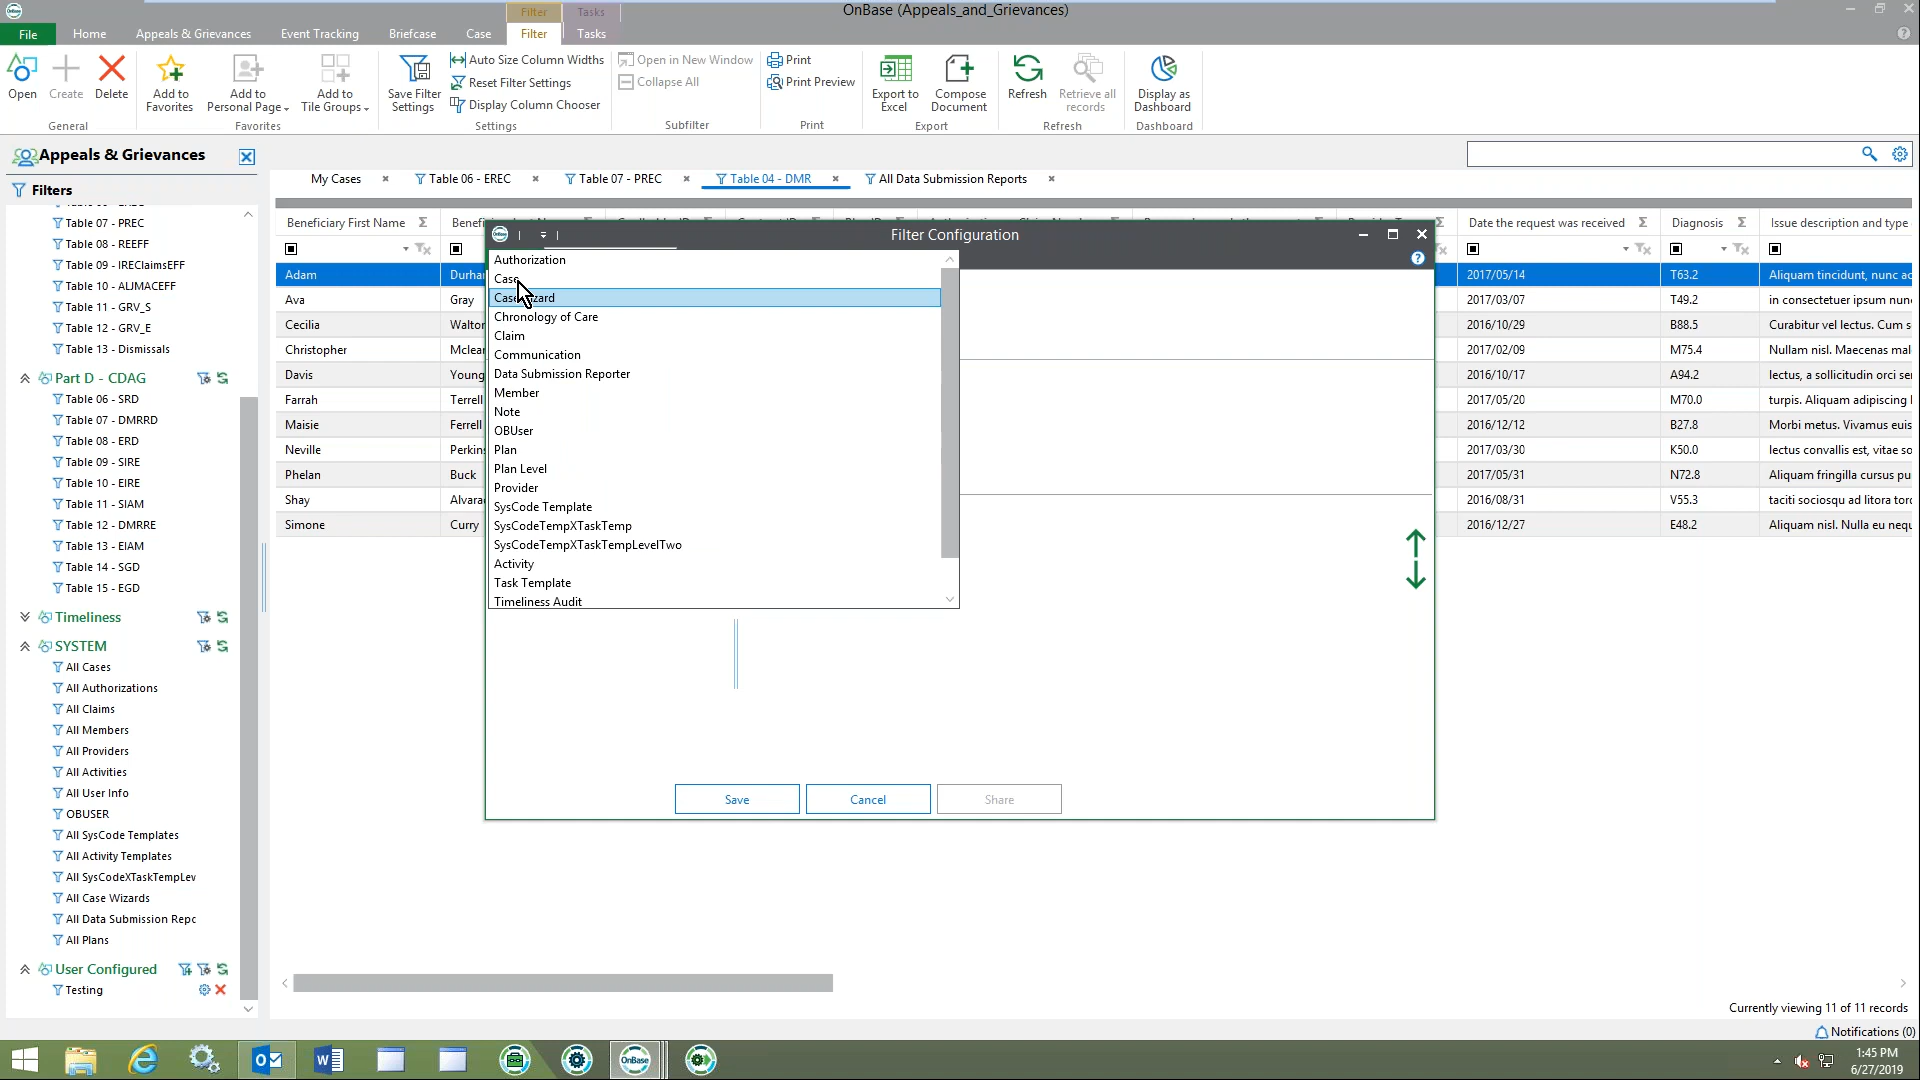 Filter
Tasks
OnBase (Appeals_and_Grievances)
File
Home
Appeals & Grievances
Event Tracking
Briefcase
Case
Filter
Tasks
Open
Create
Delete
General
Add to
Favorites
Add to
Personal Page
Add to
Tile Groups
Favorites
Save Filter
Settings
Auto Size Column Widths
Reset Filter Settings
Display Column Chooser
Settings
Open in New Window
Collapse All
Subfilter
Print
Print Preview
Print
Export to
Excel
Compose
Document
Export
Refresh
Retrieve all
records
Refresh
Display as
Dashboard
Dashboard
Appeals & Grievances
Filters
Table 07 - PREC
Table 08 - REEFF
Table 09 - IREClaimsEFF
Table 10 - ALJMACEFF
Table 11 - GRV_S
Table 12 - GRV_E
Table 13 - Dismissals
Part D - CDAG
Table 06 - SRD
Table 07 - DMRRD
Table 08 - ERD
Table 09 - SIRE
Table 10 - EIRE
Table 11 - SIAM
Table 12 - DMRRE
Table 13 - EIAM
Table 14 - SGD
Table 15 - EGD
Timeliness
SYSTEM
All Cases
All Authorizations
All Claims
All Members
All Providers
All Activities
All User Info
OBUSER
All SysCode Templates
All Activity Templates
All SysCodeXTaskTempLev
All Case Wizards
All Data Submission Repc
All Plans
User Configured
Testing
My Cases
Table 06 - EREC
Table 07 - PREC
Table 04 - DMR
All Data Submission Reports
Beneficiary First Name
Date the request was received
Diagnosis
Issue description and type
Adam Durha 2017/05/14 T63.2 Aliquam tincidunt, nunc ac
Ava Gray 2017/03/07 T49.2 in consectetuer ipsum nun
Cecilia Walto 2016/10/29 B88.5 Curabitur vel lectus. Cum s
Christopher Mclea 2017/02/09 M75.4 Nullam nisl. Maecenas mal
Davis Young 2016/10/17 A94.2 lectus, a sollicitudin orci se
Farrah Terrell 2017/05/20 M70.0 turpis. Aliquam adipiscing l
Maisie Ferrell 2016/12/12 B27.8 Morbi metus. Vivamus euis
Neville Perkin 2017/03/30 K50.0 lectus convallis est, vitae so
Phelan Buck 2017/05/31 N72.8 Aliquam fringilla cursus pu
Shay Alvara 2016/08/31 V55.3 taciti sociosqu ad litora tor
Simone Curry 2016/12/27 E48.2 Aliquam nisl. Nulla eu nequ
Filter Configuration
Authorization
Case
Case Wizard
Chronology of Care
Claim
Communication
Data Submission Reporter
Member
Note
OBUser
Plan
Plan Level
Provider
SysCode Template
SysCodeTempXTaskTemp
SysCodeTempXTaskTempLevelTwo
Activity
Task Template
Timeliness Audit
Save
Cancel
Share
Currently viewing 11 of 11 records
Notifications (0)
OnBase
1:45 PM
6/27/2019